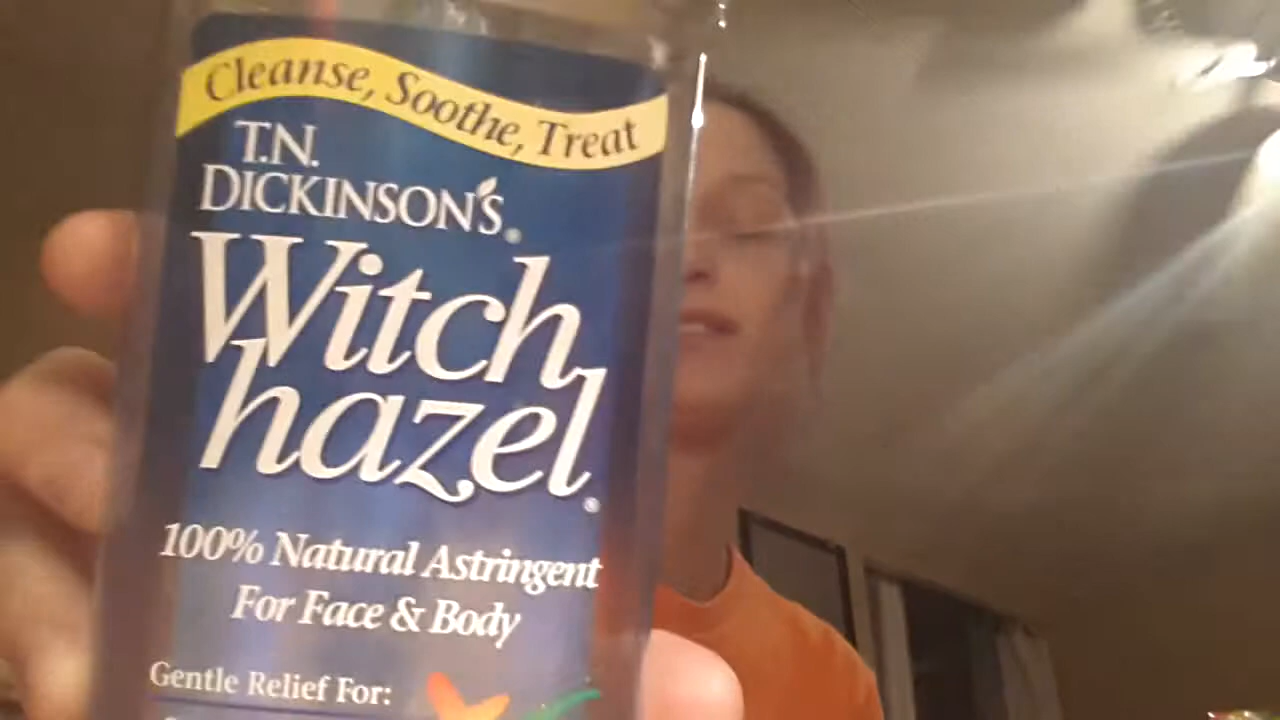 Cleanse, Soothe, Treat
T.N.
DICKINSON'S®
Witch
hazel®
100% Natural Astringent
For Face & Body
Gentle Relief For: